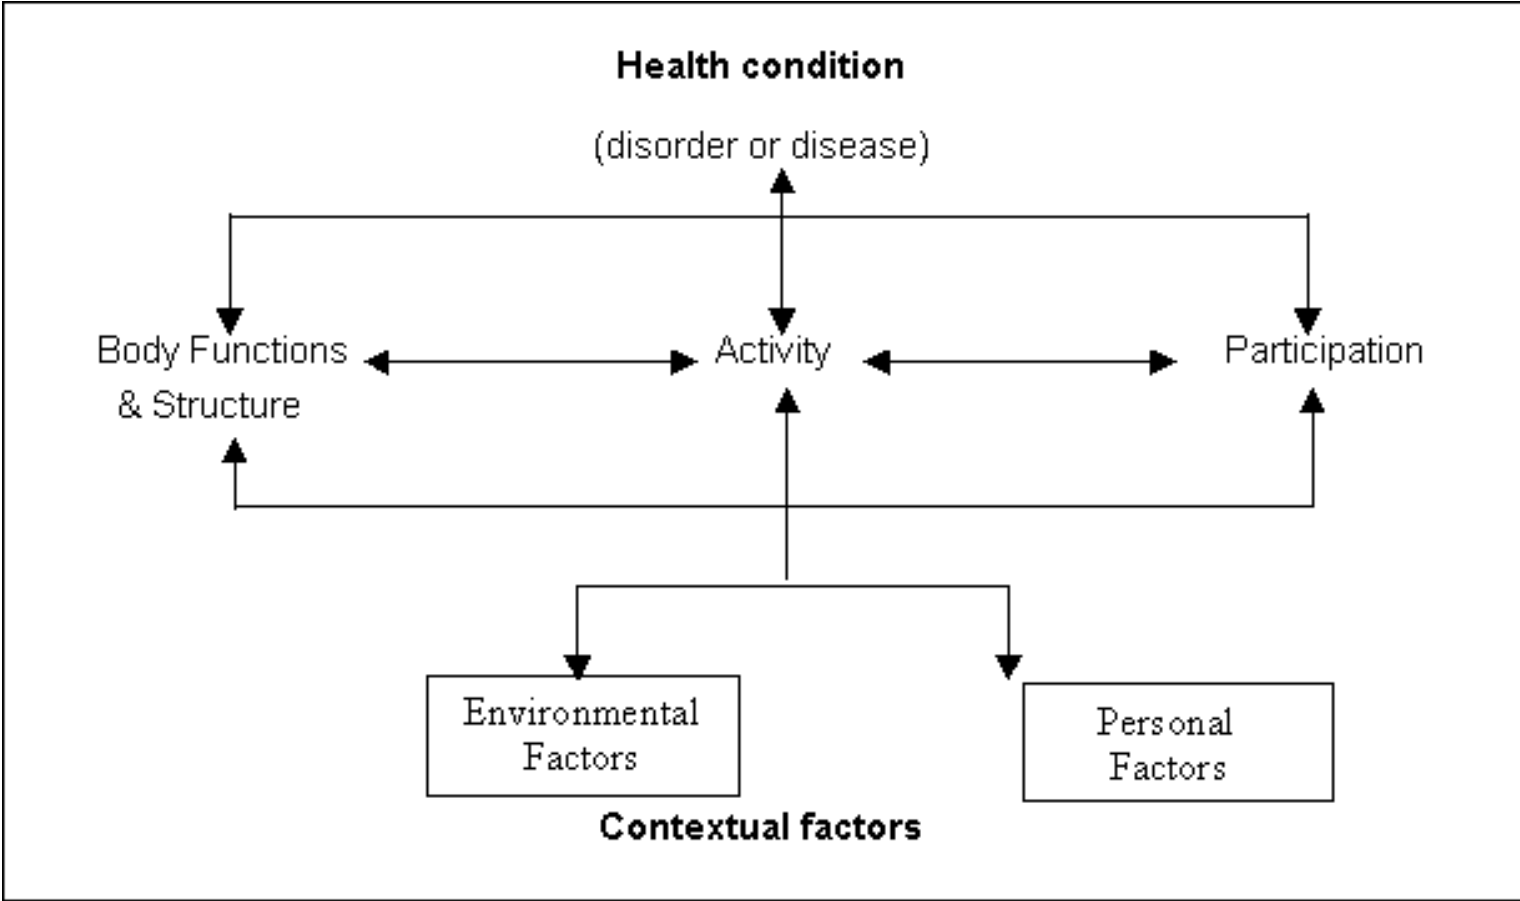 Health condition
(disorder or disease)
Body Functions
& Structure
Activity
Participation
Environmental
Factors
Personal
Factors
Contextual factors